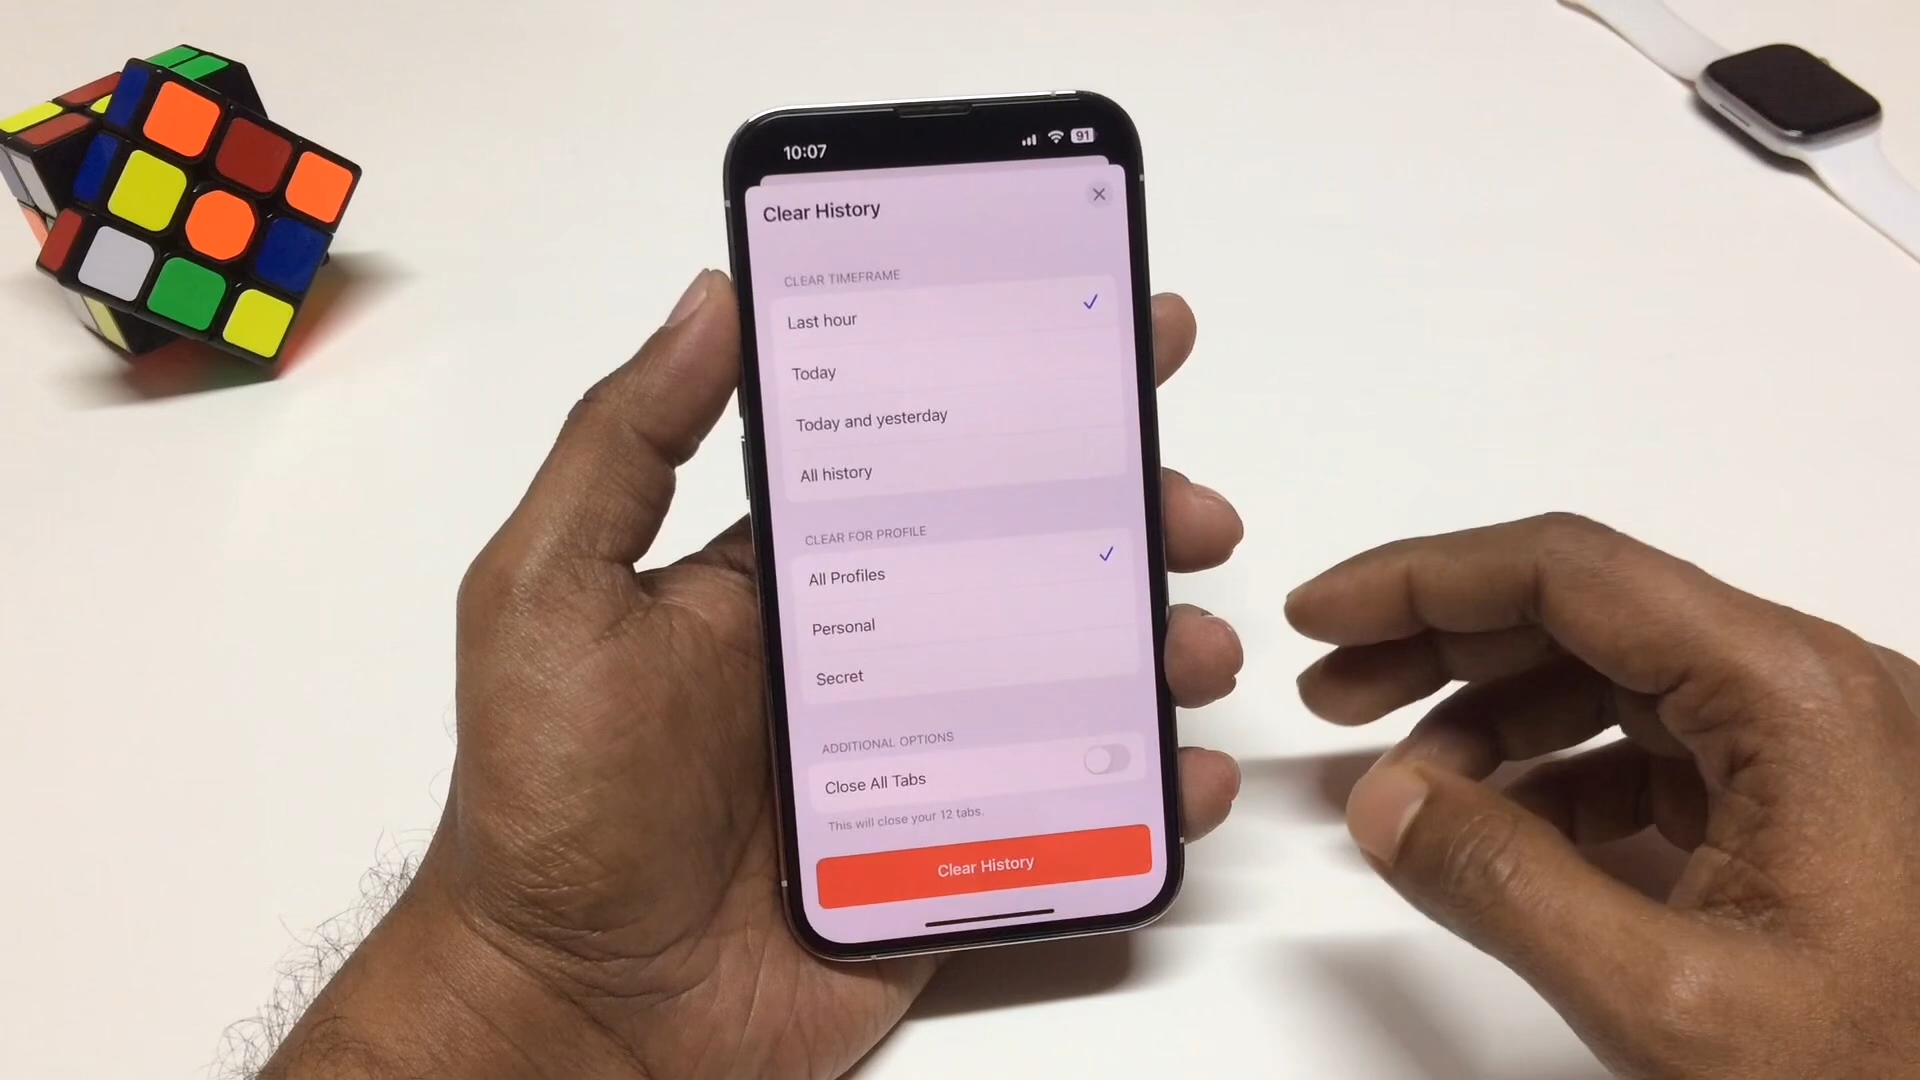 10:07
91
Clear History
CLEAR TIMEFRAME
Last hour
Today
Today and yesterday
All history
CLEAR FOR PROFILE
All Profiles
Personal
Secret
ADDITIONAL OPTIONS
Close All Tabs
This will close your 12 tabs.
Clear History